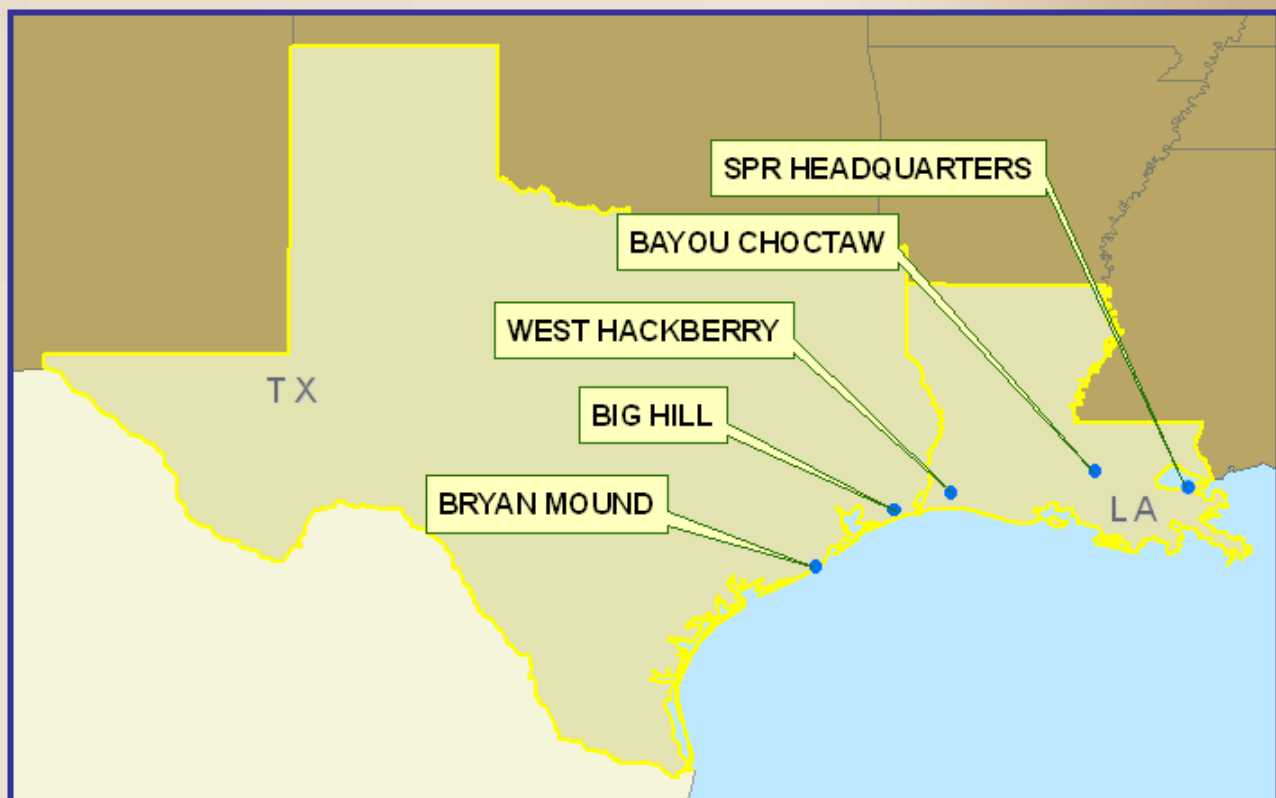 SPR HEADQUARTERS
BAYOU CHOCTAW
WEST HACKBERRY
TX
BIG HILL
BRYAN MOUND
LA